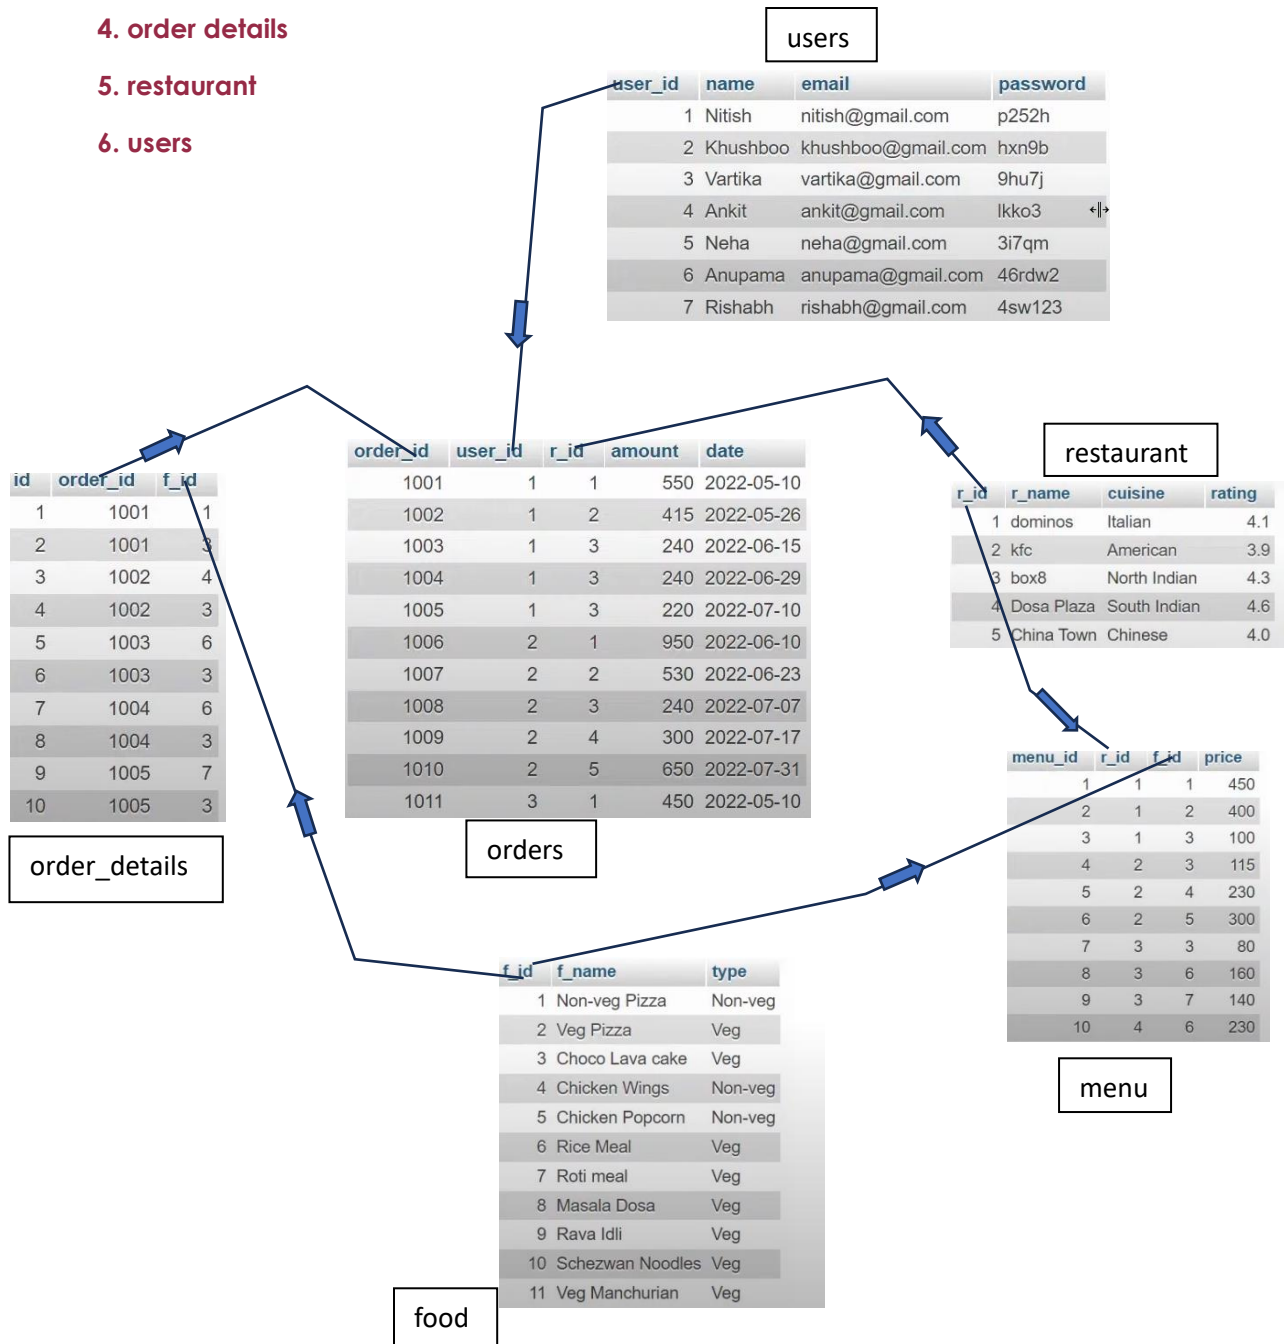 4. order details
5. restaurant
6. users
users
user_id name email password
1 Nitish nitish@gmail.com p252h
2 Khushboo khushboo@gmail.com hxn9b
3 Vartika vartika@gmail.com 9hu7j
4 Ankit ankit@gmail.com lkko3
5 Neha neha@gmail.com 3i7qm
6 Anupama anupama@gmail.com 46rdw2
7 Rishabh rishabh@gmail.com 4sw123
id order_id f_id
1 1001 1
2 1001 3
3 1002 4
4 1002 3
5 1003 6
6 1003 3
7 1004 6
8 1004 3
9 1005 7
10 1005 3
order_details
order_id user_id r_id amount date
1001 1 1 550 2022-05-10
1002 1 2 415 2022-05-26
1003 1 3 240 2022-06-15
1004 1 3 240 2022-06-29
1005 1 3 220 2022-07-10
1006 2 1 950 2022-06-10
1007 2 2 530 2022-06-23
1008 2 3 240 2022-07-07
1009 2 4 300 2022-07-17
1010 2 5 650 2022-07-31
1011 3 1 450 2022-05-10
orders
restaurant
r_id r_name cuisine rating
1 dominos Italian 4.1
2 kfc American 3.9
3 box8 North Indian 4.3
4 Dosa Plaza South Indian 4.6
5 China Town Chinese 4.0
menu_id r_id f_id price
1 1 1 450
2 1 2 400
3 1 3 100
4 2 3 115
5 2 4 230
6 2 5 300
7 3 3 80
8 3 6 160
9 3 7 140
10 4 6 230
menu
f_id f_name type
1 Non-veg Pizza Non-veg
2 Veg Pizza Veg
3 Choco Lava cake Veg
4 Chicken Wings Non-veg
5 Chicken Popcorn Non-veg
6 Rice Meal Veg
7 Roti meal Veg
8 Masala Dosa Veg
9 Rava Idli Veg
10 Schezwan Noodles Veg
11 Veg Manchurian Veg
food